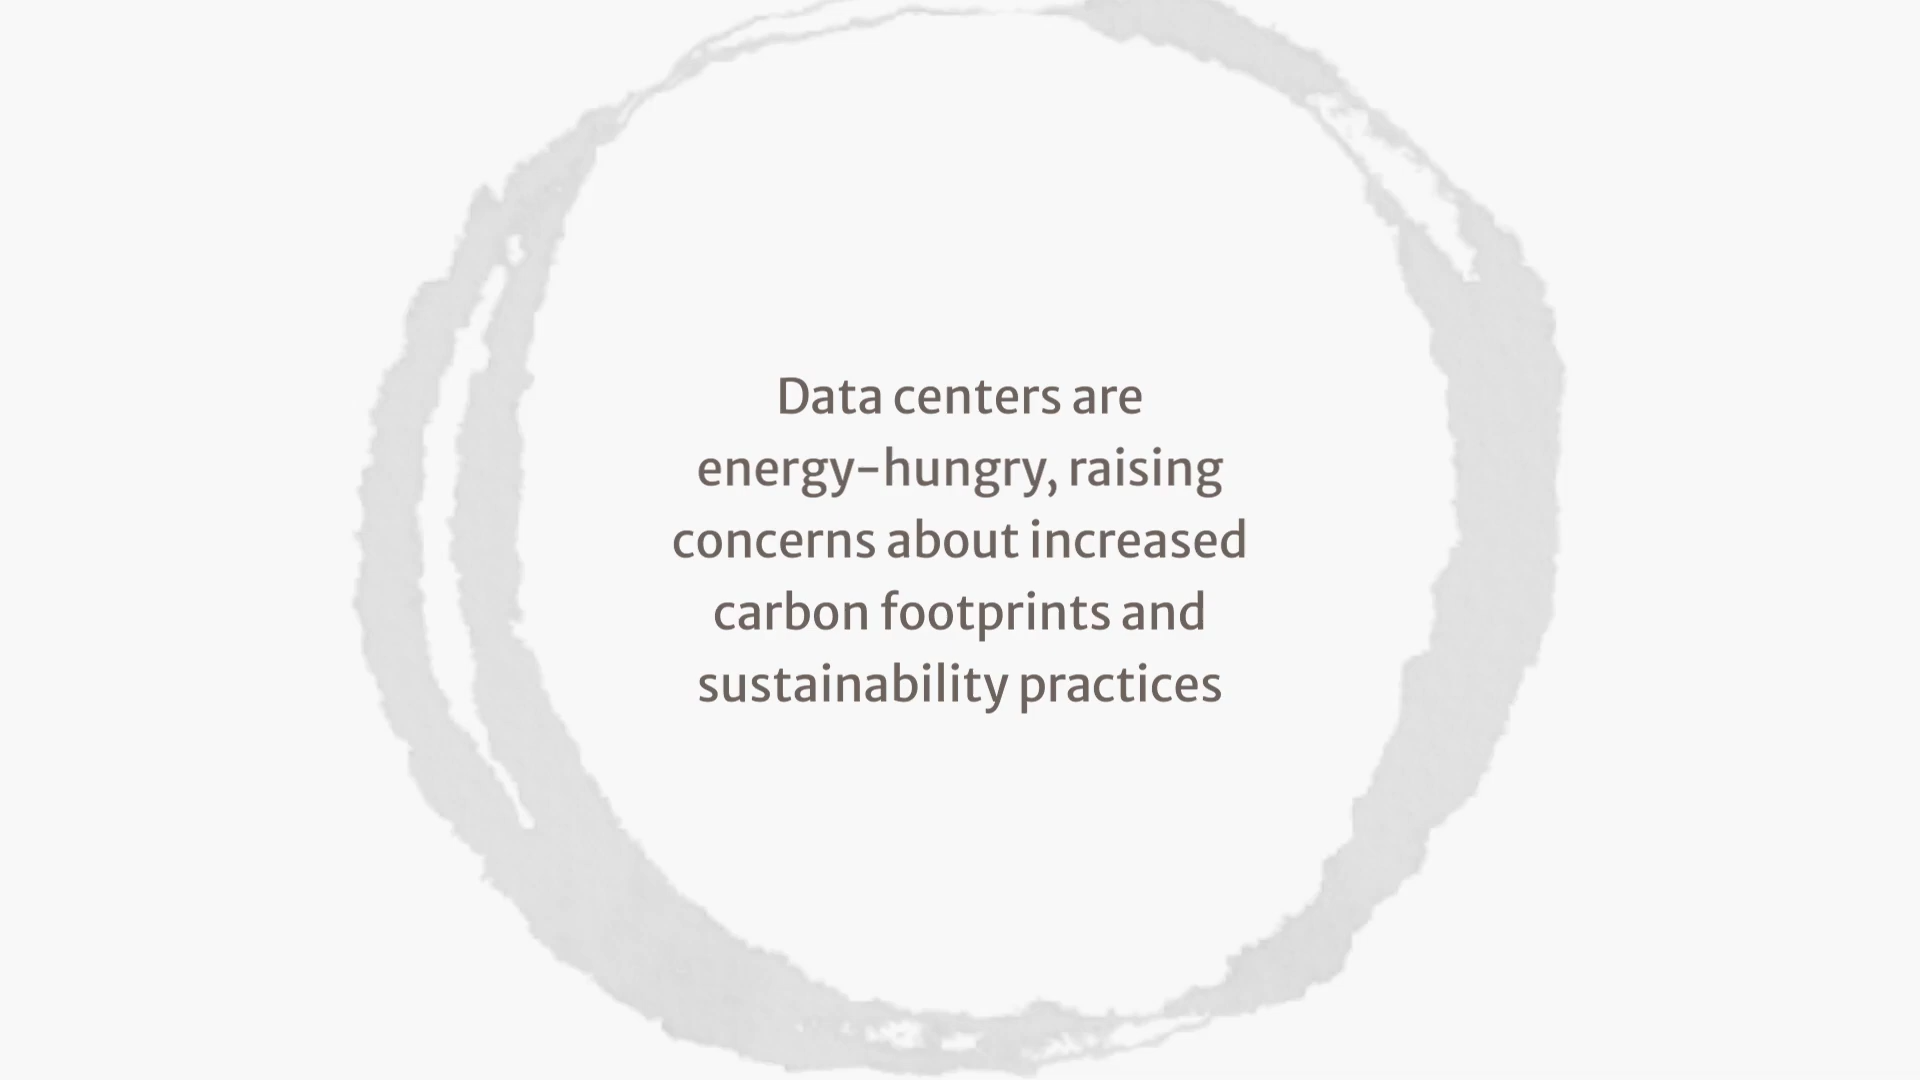 Data centers are
energy-hungry, raising
concerns about increased
carbon footprints and
sustainability practices